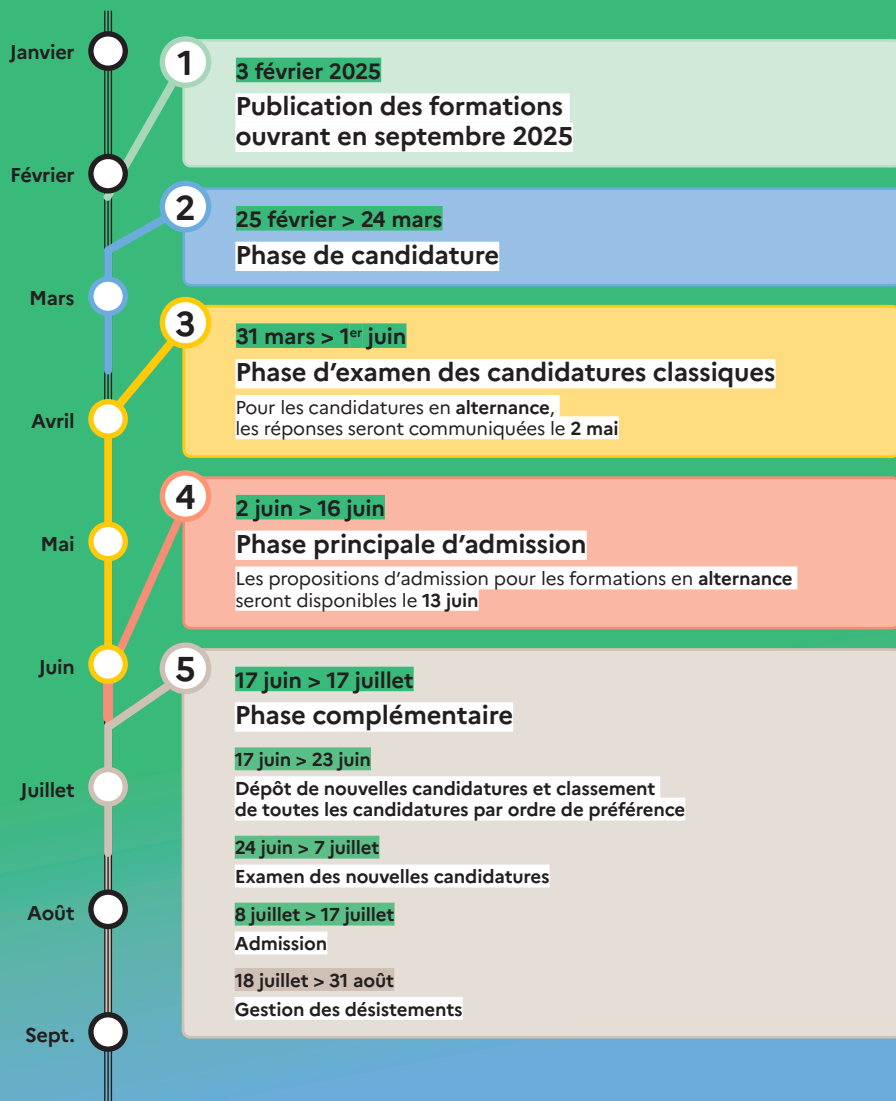 Janvier
1
3 février 2025
Publication des formations
ouvrant en septembre 2025
Février
2
25 février > 24 mars
Phase de candidature
Mars
3
31 mars > 1er juin
Phase d’examen des candidatures classiques
Pour les candidatures en alternance,
les réponses seront communiquées le 2 mai
Avril
4
2 juin > 16 juin
Phase principale d’admission
Les propositions d’admission pour les formations en alternance
seront disponibles le 13 juin
Mai
Juin
5
17 juin > 17 juillet
Phase complémentaire
17 juin > 23 juin
Dépôt de nouvelles candidatures et classement
de toutes les candidatures par ordre de préférence
Juillet
24 juin > 7 juillet
Examen des nouvelles candidatures
8 juillet > 17 juillet
Admission
Août
18 juillet > 31 août
Gestion des désistements
Sept.